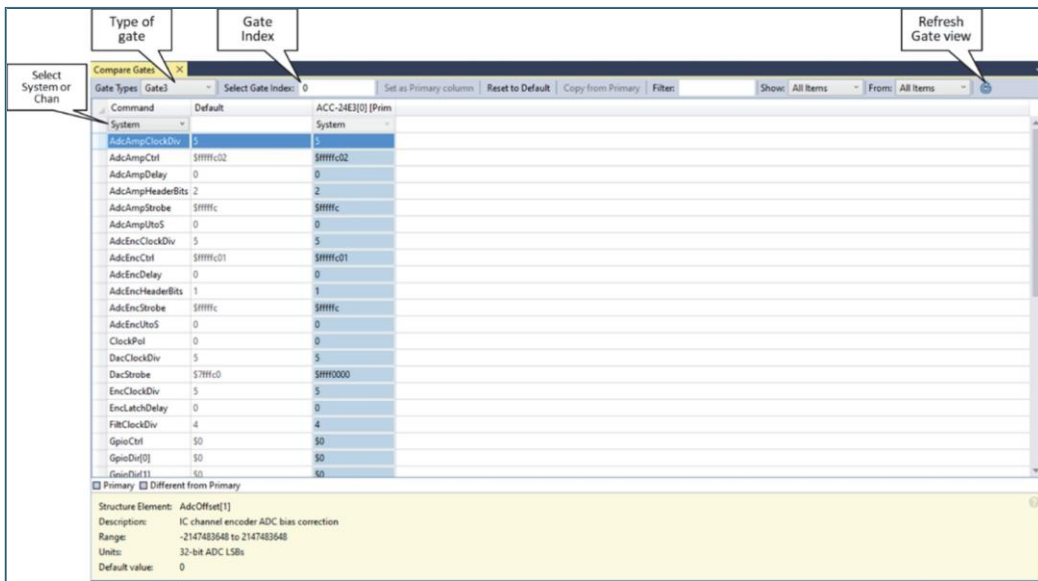 Type of gate
Gate Index
Refresh Gate view
Select System or Chan
Compare Gates ×
Gate Types Gate3 Select Gate Index: 0 Set as Primary column Reset to Default Copy from Primary Filter: Show: All Items From: All Items
Command Default ACC-24E3[0] [Prim
System System
AdcAmpClockDiv 5 5
AdcAmpCtrl $fffffc02 $fffffc02
AdcAmpDelay 0 0
AdcAmpHeaderBits 2 2
AdcAmpStrobe $fffffc $fffffc
AdcAmpUtoS 0 0
AdcEncClockDiv 5 5
AdcEncCtrl $fffffc01 $fffffc01
AdcEncDelay 0 0
AdcEncHeaderBits 1 1
AdcEncStrobe $fffffc $fffffc
AdcEncUtoS 0 0
ClockPol 0 0
DacClockDiv 5 5
DacStrobe $7fffc0 $ffff0000
EncClockDiv 5 5
EncLatchDelay 0 0
FiltClockDiv 4 4
GpioCtrl $0 $0
GpioDir[0] $0 $0
GpioDir[1] $0 $0
Primary Different from Primary
Structure Element: AdcOffset[1]
Description: IC channel encoder ADC bias correction
Range: -2147483648 to 2147483648
Units: 32-bit ADC LSBs
Default value: 0